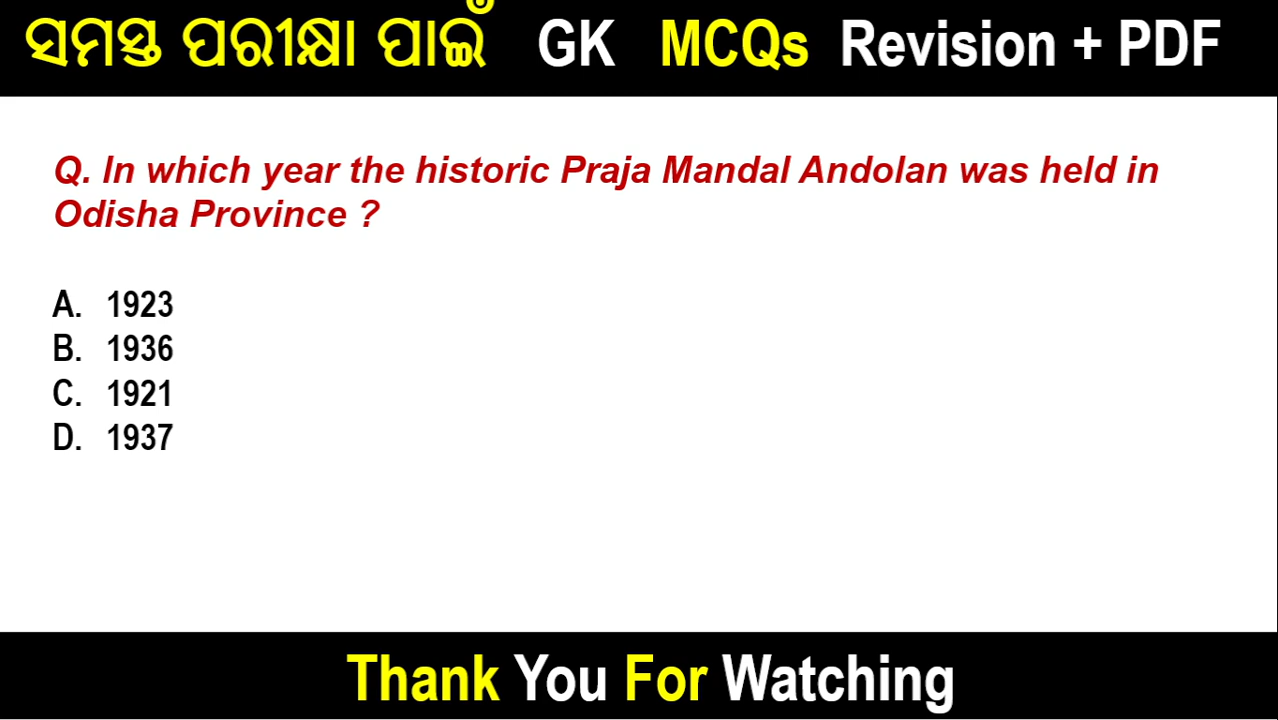 ସମସ୍ତ ପରୀକ୍ଷା ପାଇଁ GK MCQs Revision + PDF
Q. In which year the historic Praja Mandal Andolan was held in
Odisha Province ?
A. 1923
B. 1936
C. 1921
D. 1937
Thank You For Watching